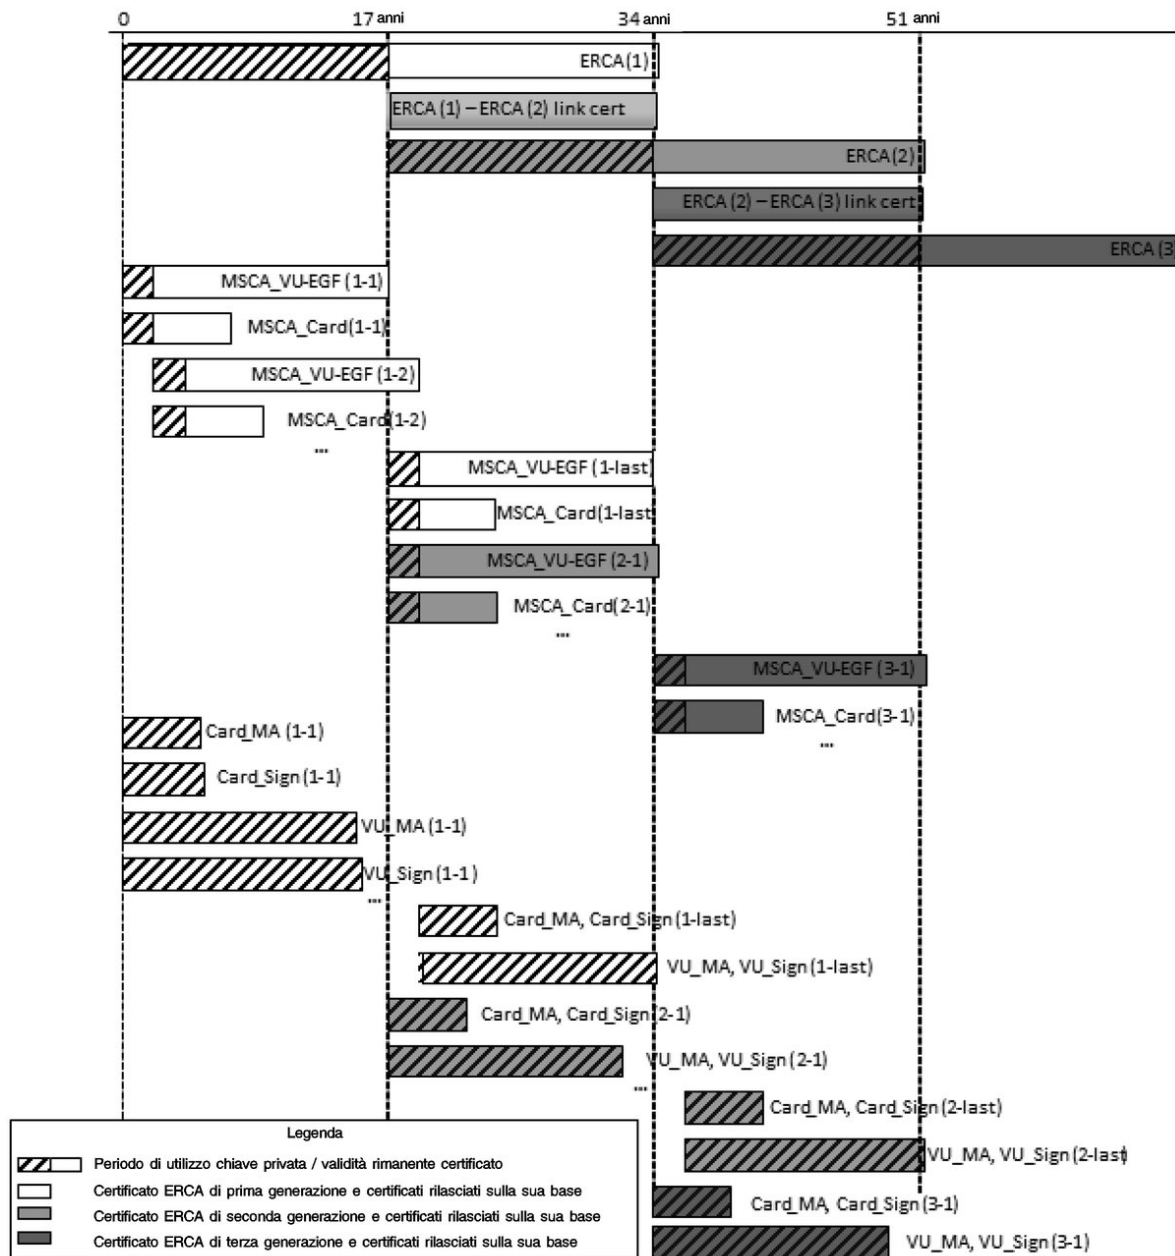 0 17 anni 34 anni 51 anni
ERCA (1)
ERCA (1) – ERCA (2) link cert
ERCA (2)
ERCA (2) – ERCA (3) link cert
ERCA (3
MSCA_VU-EGF (1-1)
MSCA_Card(1-1)
MSCA_VU-EGF (1-2)
MSCA_Card(1-2)
...
MSCA_VU-EGF (1-last)
MSCA_Card(1-last
MSCA_VU-EGF (2-1)
MSCA_Card(2-1)
...
MSCA_VU-EGF (3-1)
MSCA_Card(3-1)
...
Card_MA (1-1)
Card_Sign (1-1)
VU_MA (1-1)
VU_Sign (1-1)
...
Card_MA, Card_Sign (1-last)
VU_MA, VU_Sign (1-last)
Card_MA, Card_Sign (2-1)
VU_MA, VU_Sign (2-1)
...
Card_MA, Card_Sign (2-last)
VU_MA, VU_Sign (2-last)
Card_MA, Card_Sign (3-1)
VU_MA, VU_Sign (3-1)
Legenda
Periodo di utilizzo chiave privata / validità rimanente certificato
Certificato ERCA di prima generazione e certificati rilasciati sulla sua base
Certificato ERCA di seconda generazione e certificati rilasciati sulla sua base
Certificato ERCA di terza generazione e certificati rilasciati sulla sua base